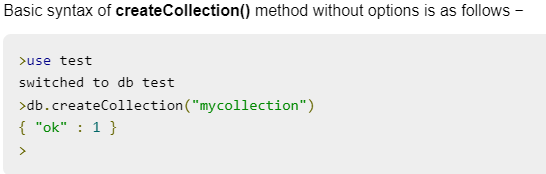 Basic syntax of createCollection() method without options is as follows −
>use test
switched to db test
>db.createCollection("mycollection")
{ "ok" : 1 }
>